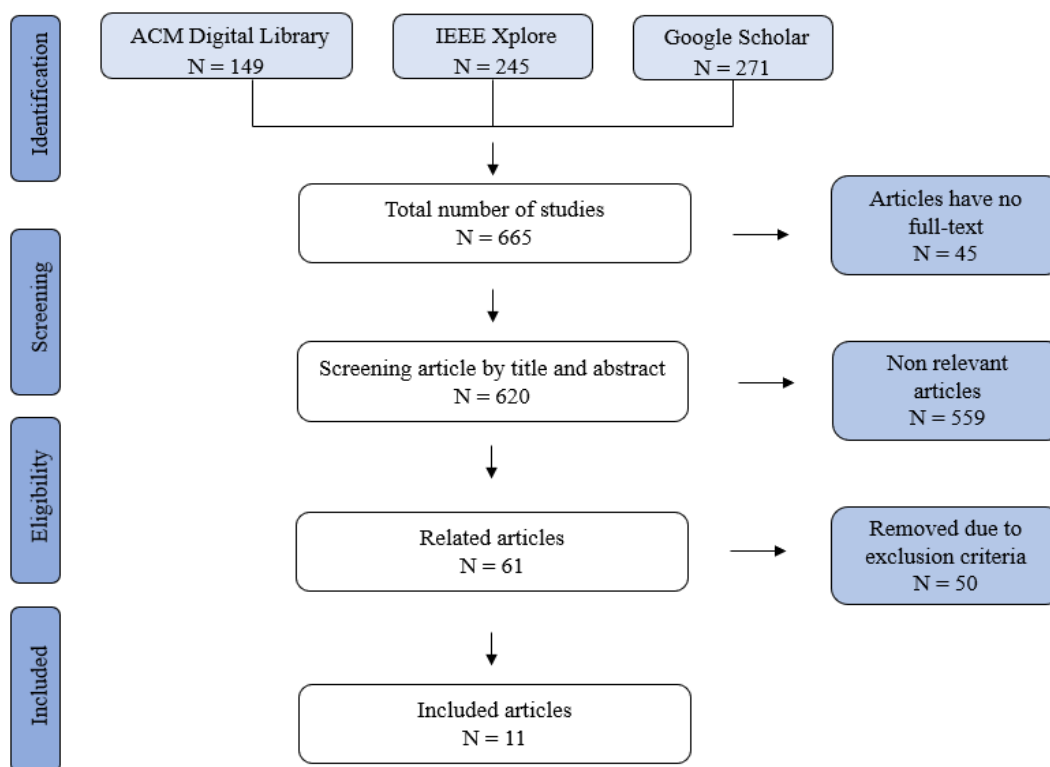 Identification
ACM Digital Library
N = 149
IEEE Xplore
N = 245
Google Scholar
N = 271
Total number of studies
N = 665
Articles have no
full-text
N = 45
Screening
Screening article by title and abstract
N = 620
Non relevant
articles
N = 559
Eligibility
Related articles
N = 61
Removed due to
exclusion criteria
N = 50
Included
Included articles
N = 11